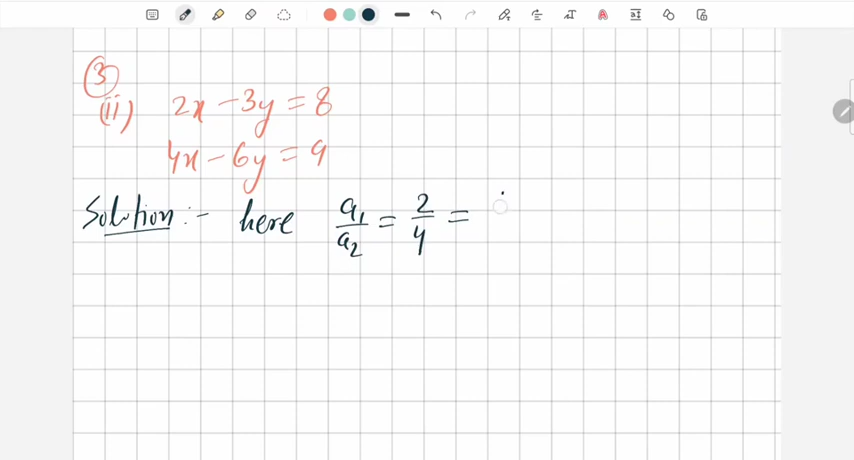 ③
(ii) 2x - 3y = 8
4x - 6y = 9
Solution :- here a₁/a₂ = 2/4 =